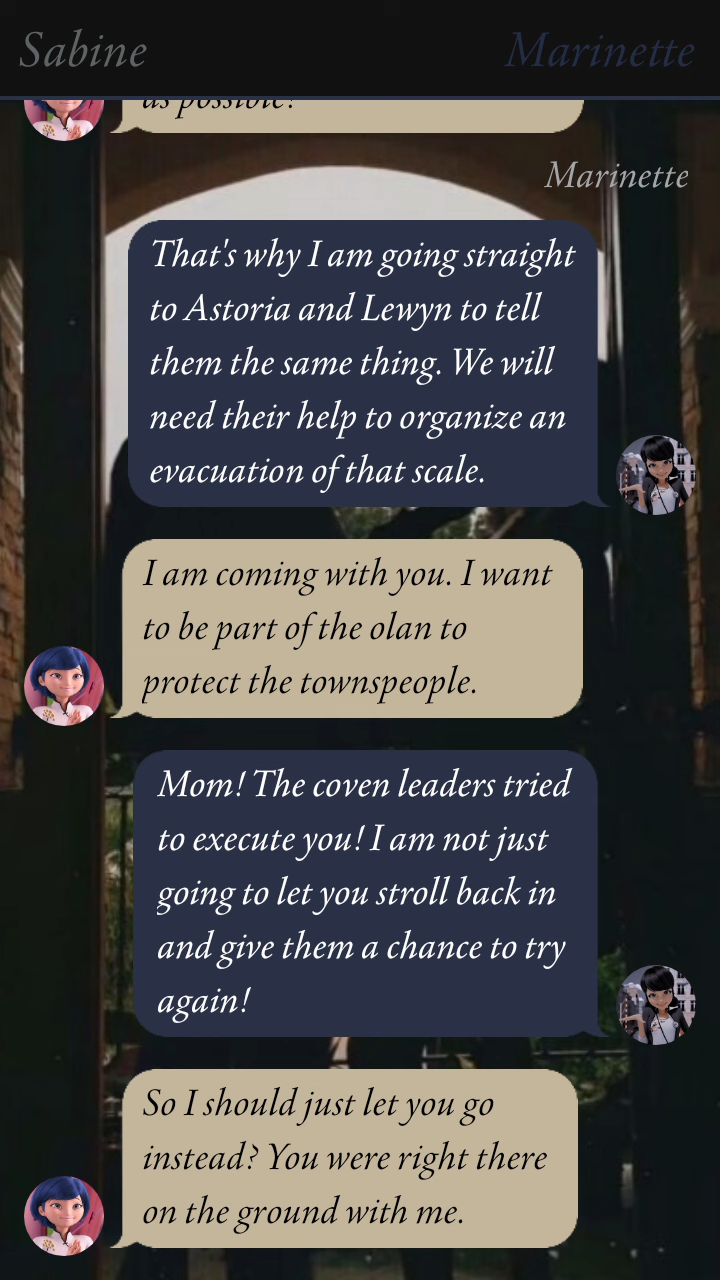 Sabine
Marinette
as possible?
Marinette
That's why I am going straight
to Astoria and Lewyn to tell
them the same thing. We will
need their help to organize an
evacuation of that scale.
I am coming with you. I want
to be part of the olan to
protect the townspeople.
Mom! The coven leaders tried
to execute you! I am not just
going to let you stroll back in
and give them a chance to try
again!
So I should just let you go
instead? You were right there
on the ground with me.